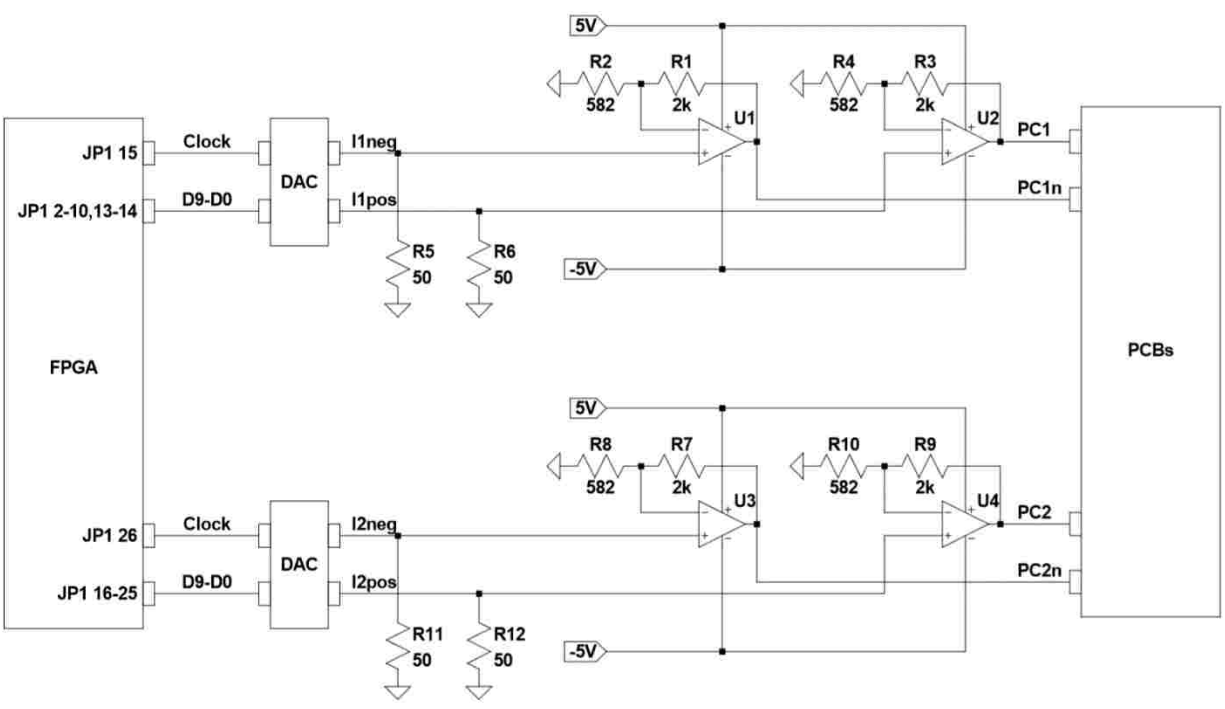 5V
R2
R1
R4
R3
582
2k
582
2k
U1
U2
PC1
JP1 15
Clock
I1neg
DAC
PC1n
JP1 2-10,13-14
D9-D0
I1pos
R5
50
R6
50
-5V
FPGA
PCBs
5V
R8
R7
R10
R9
582
2k
582
2k
U3
U4
PC2
JP1 26
Clock
I2neg
DAC
PC2n
JP1 16-25
D9-D0
I2pos
R11
50
R12
50
-5V